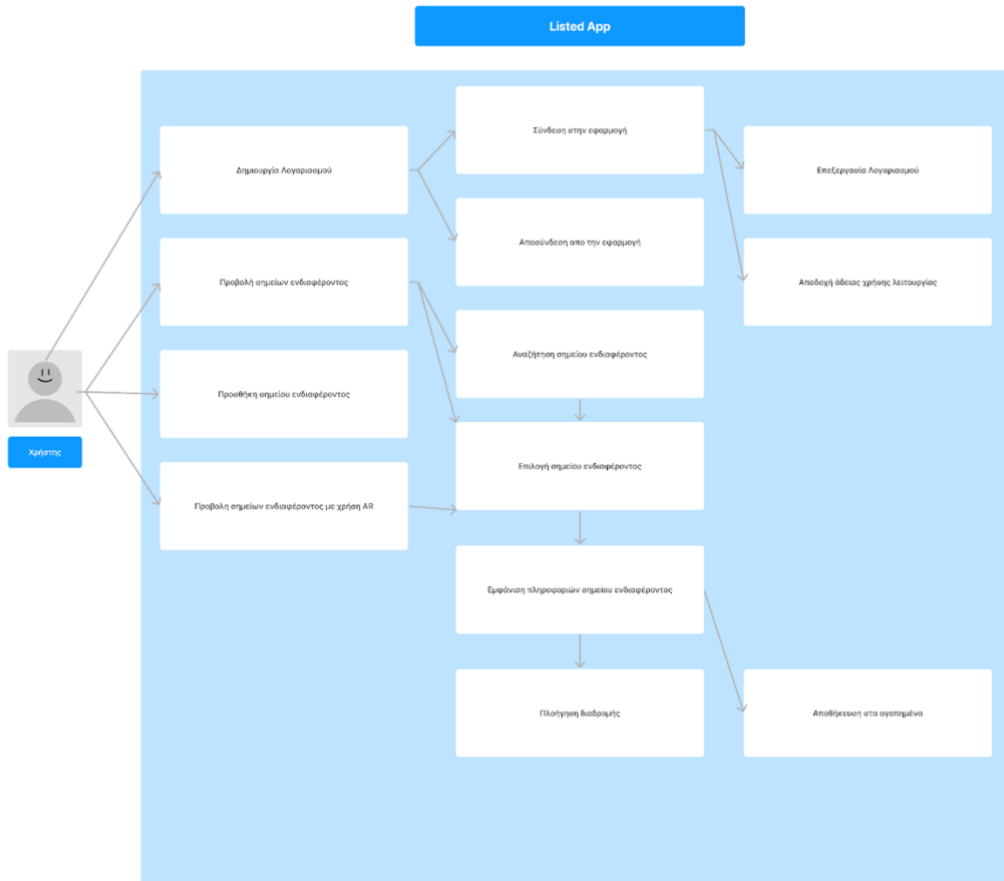 Listed App
Σύνδεση στην εφαρμογή
Δημιουργία Λογαριασμού
Επεξεργασία Λογαριασμού
Αποσύνδεση απο την εφαρμογή
Προβολή σημείων ενδιαφέροντος
Αποδοχή άδειας χρήσης λειτουργίας
Αναζήτηση σημείου ενδιαφέροντος
Προσθήκη σημείου ενδιαφέροντος
Χρήστης
Επιλογή σημείου ενδιαφέροντος
Προβολη σημείων ενδιαφέροντος με χρήση AR
Εμφάνιση πληροφοριών σημείου ενδιαφέροντος
Πλοήγηση διαδρομής
Αποθήκευση στα αγαπημένα